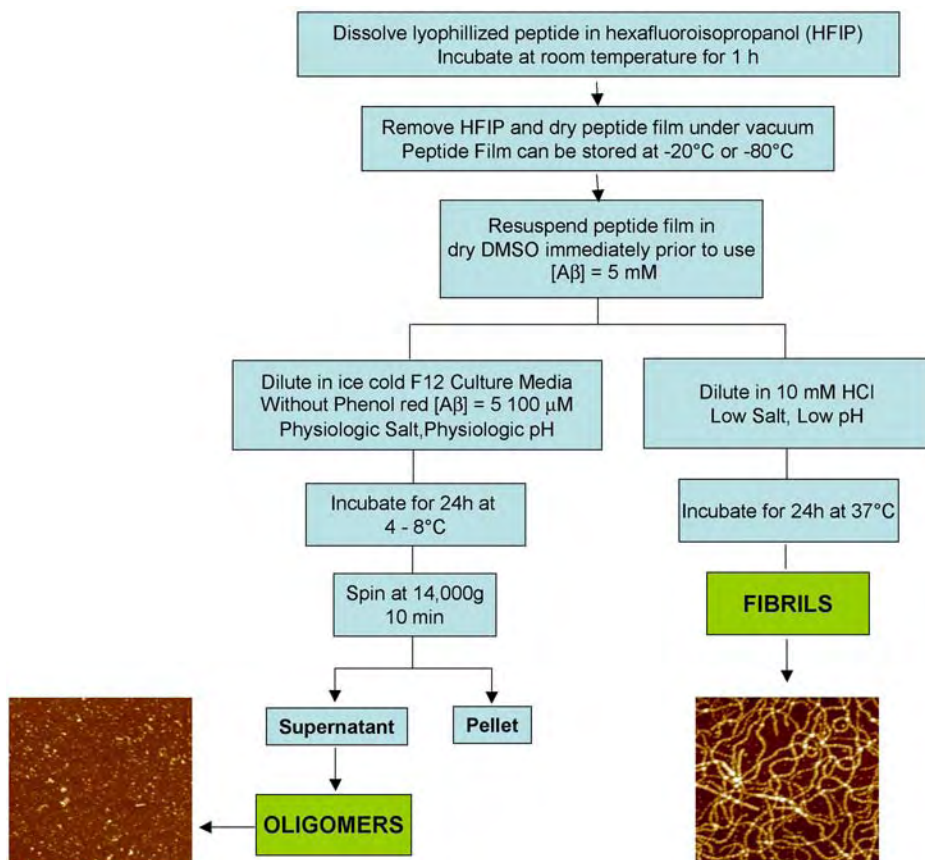 Dissolve lyophillized peptide in hexafluoroisopropanol (HFIP)
Incubate at room temperature for 1 h
Remove HFIP and dry peptide film under vacuum
Peptide Film can be stored at -20°C or -80°C
Resuspend peptide film in
dry DMSO immediately prior to use
[Aβ] = 5 mM
Dilute in ice cold F12 Culture Media
Without Phenol red [Aβ] = 5 100 μM
Physiologic Salt,Physiologic pH
Incubate for 24h at
4 - 8°C
Spin at 14,000g
10 min
Supernatant
Pellet
OLIGOMERS
Dilute in 10 mM HCl
Low Salt, Low pH
Incubate for 24h at 37°C
FIBRILS